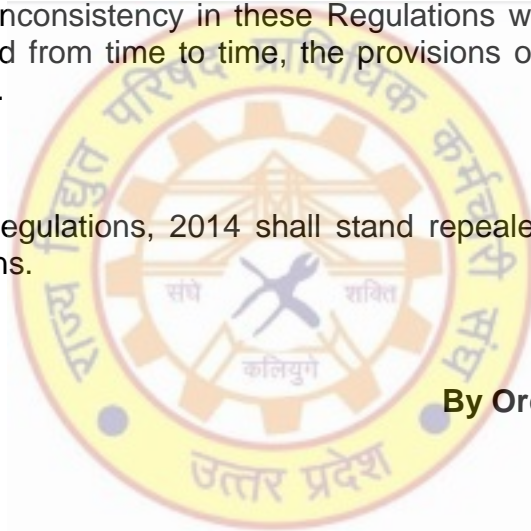 nconsistency in these Regulations w
d from time to time, the provisions o
.
egulations, 2014 shall stand repeale
ns.
By Or
राज्य विद्युत परिषद प्राविधिक कर्मचारी संघ
संघे शक्ति
कलियुगे
उत्तर प्रदेश